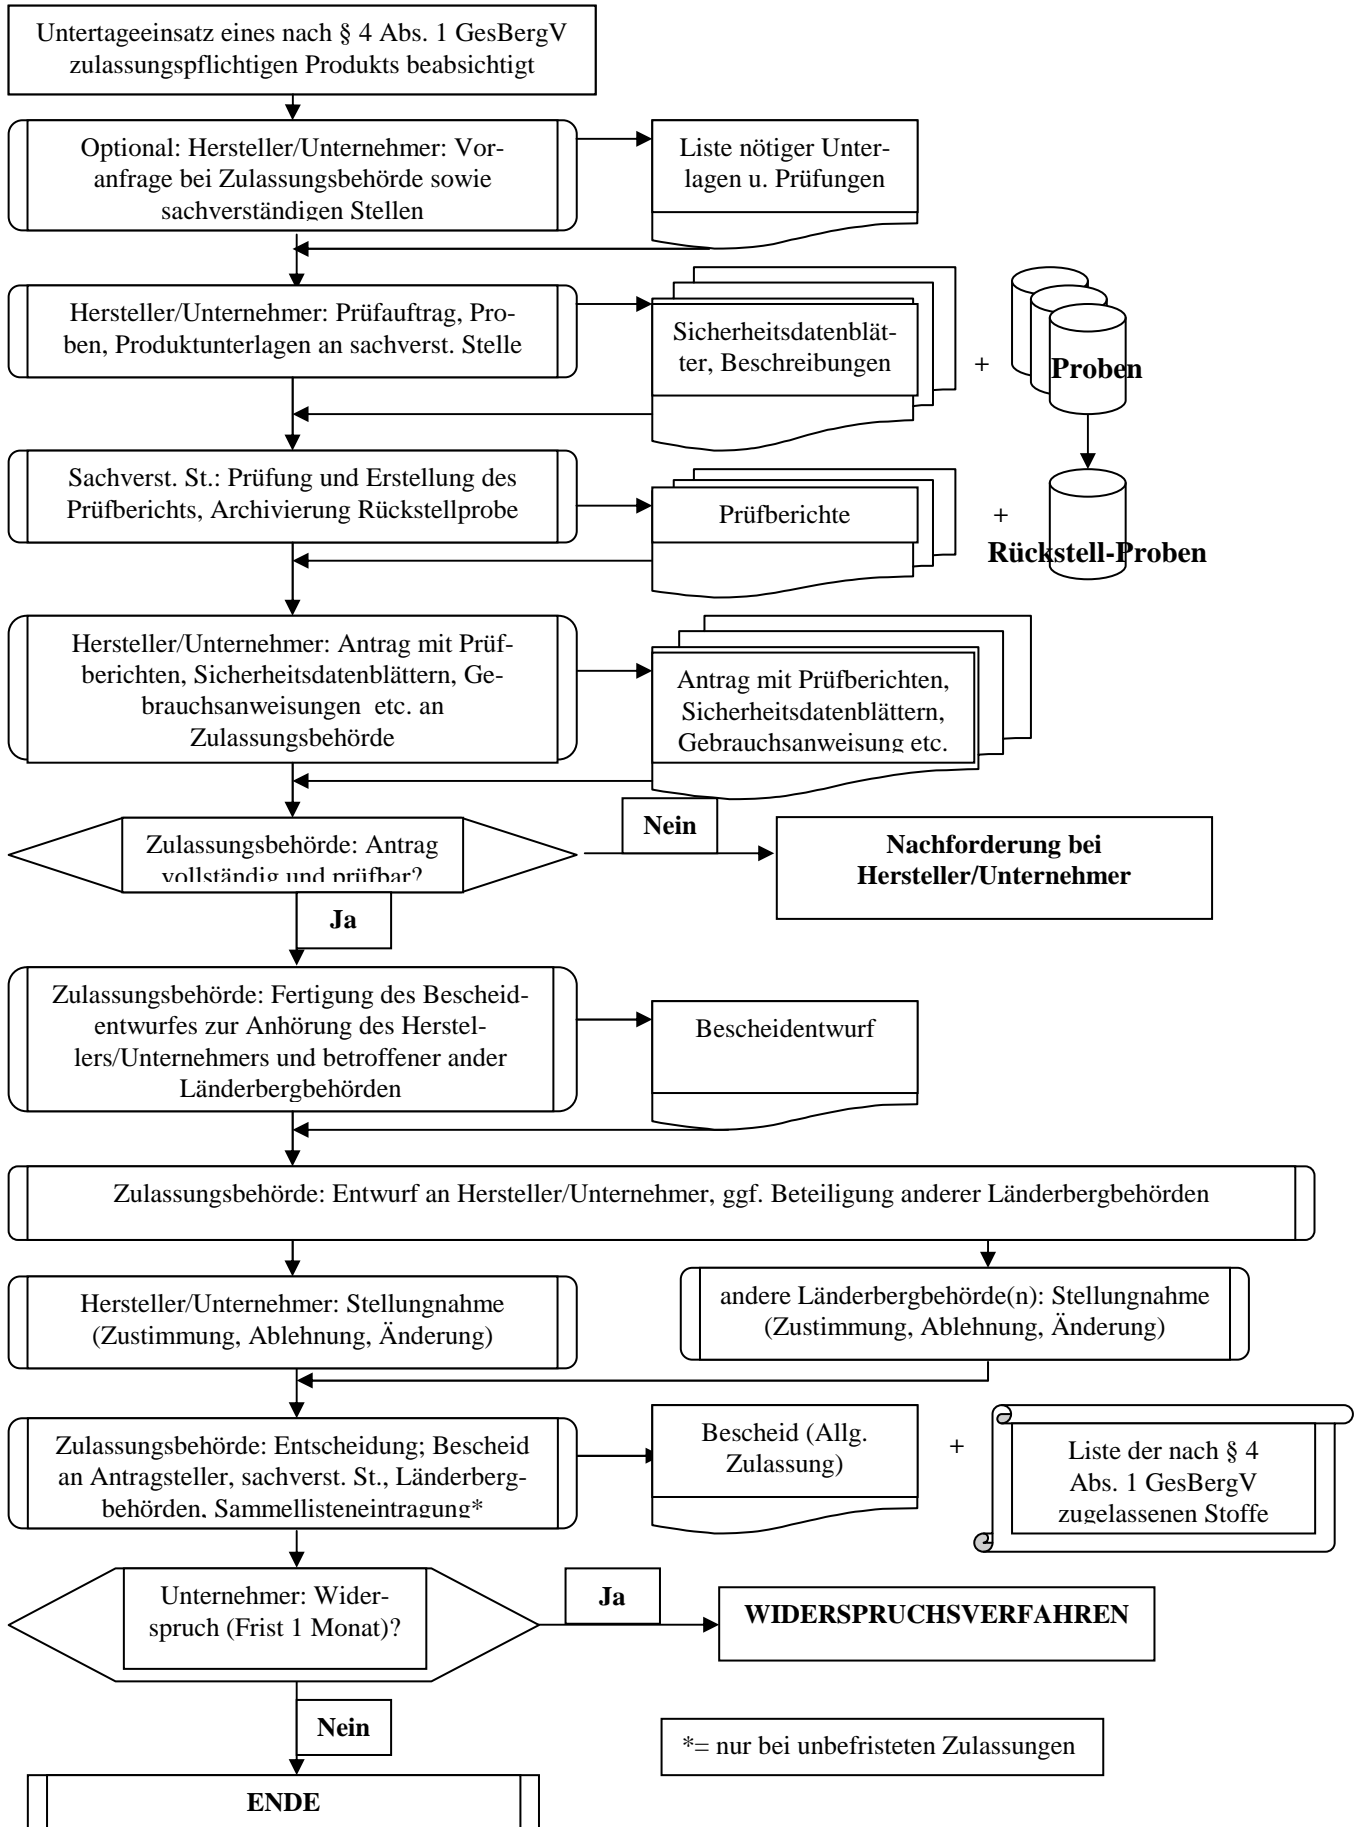 Untertageeinsatz eines nach § 4 Abs. 1 GesBergV
zulassungspflichtigen Produkts beabsichtigt
Optional: Hersteller/Unternehmer: Vor-
anfrage bei Zulassungsbehörde sowie
sachverständigen Stellen
Liste nötiger Unter-
lagen u. Prüfungen
Hersteller/Unternehmer: Prüfauftrag, Pro-
ben, Produktunterlagen an sachverst. Stelle
Sicherheitsdatenblät-
ter, Beschreibungen
+
Proben
Sachverst. St.: Prüfung und Erstellung des
Prüfberichts, Archivierung Rückstellprobe
Prüfberichte
+
Rückstell-Proben
Hersteller/Unternehmer: Antrag mit Prüf-
berichten, Sicherheitsdatenblättern, Ge-
brauchsanweisungen etc. an
Zulassungsbehörde
Antrag mit Prüfberichten,
Sicherheitsdatenblättern,
Gebrauchsanweisung etc.
Zulassungsbehörde: Antrag
vollständig und prüfbar?
Nein
Nachforderung bei
Hersteller/Unternehmer
Ja
Zulassungsbehörde: Fertigung des Bescheid-
entwurfes zur Anhörung des Herstel-
lers/Unternehmers und betroffener ander
Länderbergbehörden
Bescheidentwurf
Zulassungsbehörde: Entwurf an Hersteller/Unternehmer, ggf. Beteiligung anderer Länderbergbehörden
Hersteller/Unternehmer: Stellungnahme
(Zustimmung, Ablehnung, Änderung)
andere Länderbergbehörde(n): Stellungnahme
(Zustimmung, Ablehnung, Änderung)
Zulassungsbehörde: Entscheidung; Bescheid
an Antragsteller, sachverst. St., Länderberg-
behörden, Sammellisteneintragung*
Bescheid (Allg.
Zulassung)
+
Liste der nach § 4
Abs. 1 GesBergV
zugelassenen Stoffe
Unternehmer: Wider-
spruch (Frist 1 Monat)?
Ja
WIDERSPRUCHSVERFAHREN
Nein
*= nur bei unbefristeten Zulassungen
ENDE